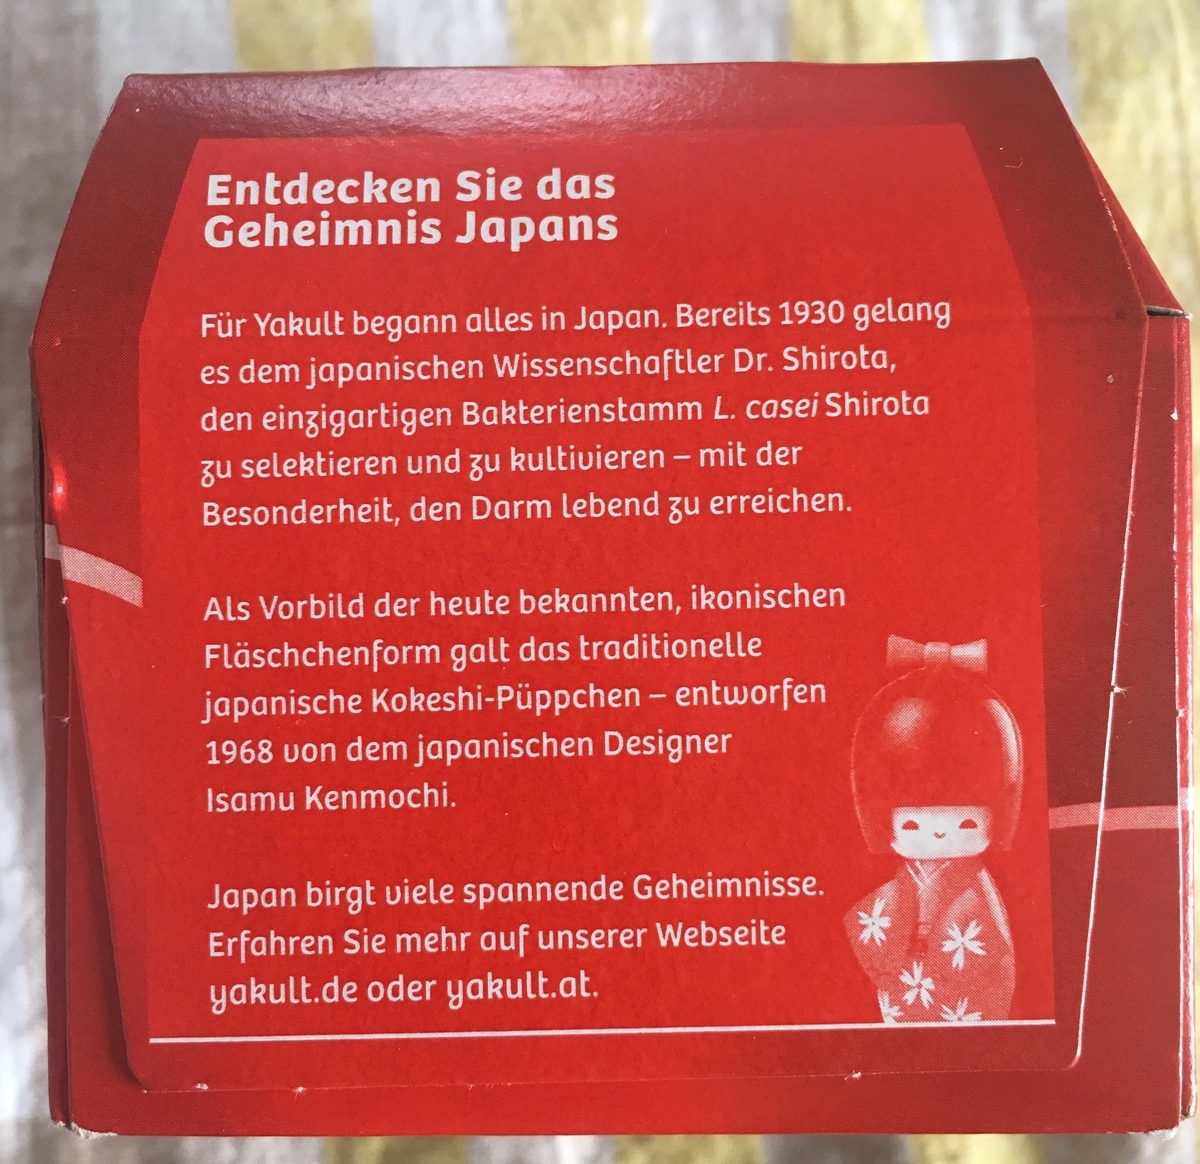 Entdecken Sie das
Geheimnis Japans
Für Yakult begann alles in Japan. Bereits 1930 gelang
es dem japanischen Wissenschaftler Dr. Shirota,
den einzigartigen Bakterienstamm L. casei Shirota
zu selektieren und zu kultivieren – mit der
Besonderheit, den Darm lebend zu erreichen.
Als Vorbild der heute bekannten, ikonischen
Fläschchenform galt das traditionelle
japanische Kokeshi-Püppchen – entworfen
1968 von dem japanischen Designer
Isamu Kenmochi.
Japan birgt viele spannende Geheimnisse.
Erfahren Sie mehr auf unserer Webseite
yakult.de oder yakult.at.